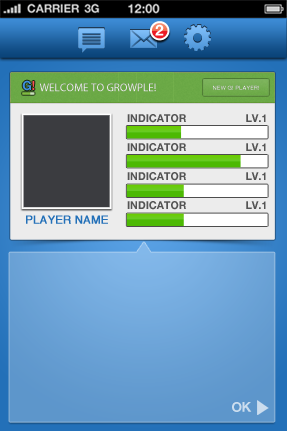 CARRIER 3G 12:00
2
G!
WELCOME TO GROWPLE! NEW G! PLAYER!
INDICATOR LV.1
INDICATOR LV.1
INDICATOR LV.1
INDICATOR LV.1
PLAYER NAME
OK